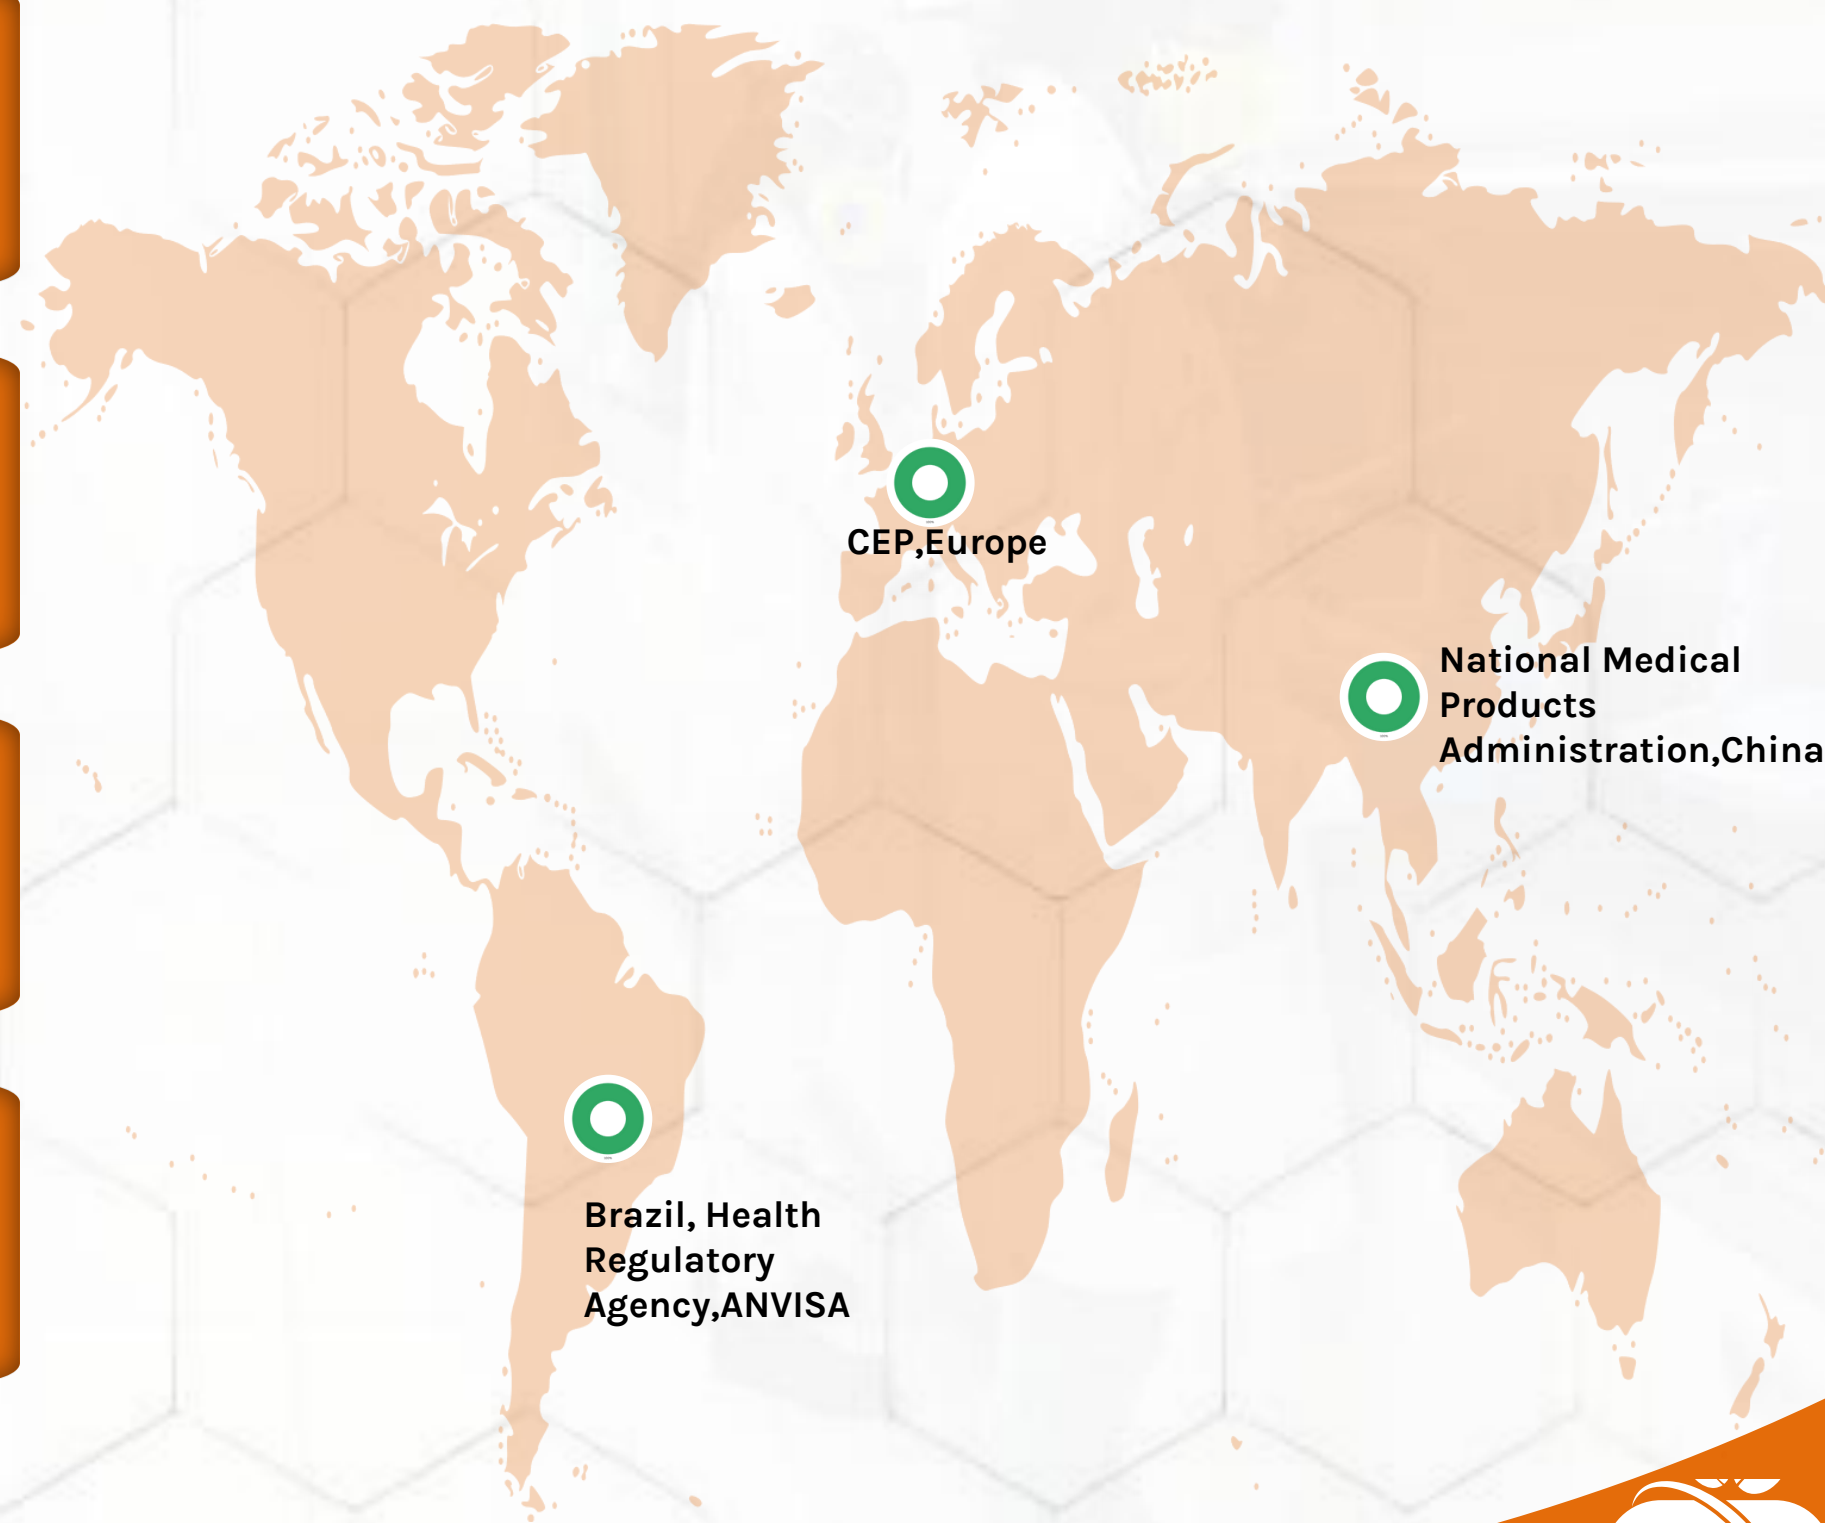 CEP,Europe
National Medical
Products
Administration,China
Brazil, Health
Regulatory
Agency,ANVISA